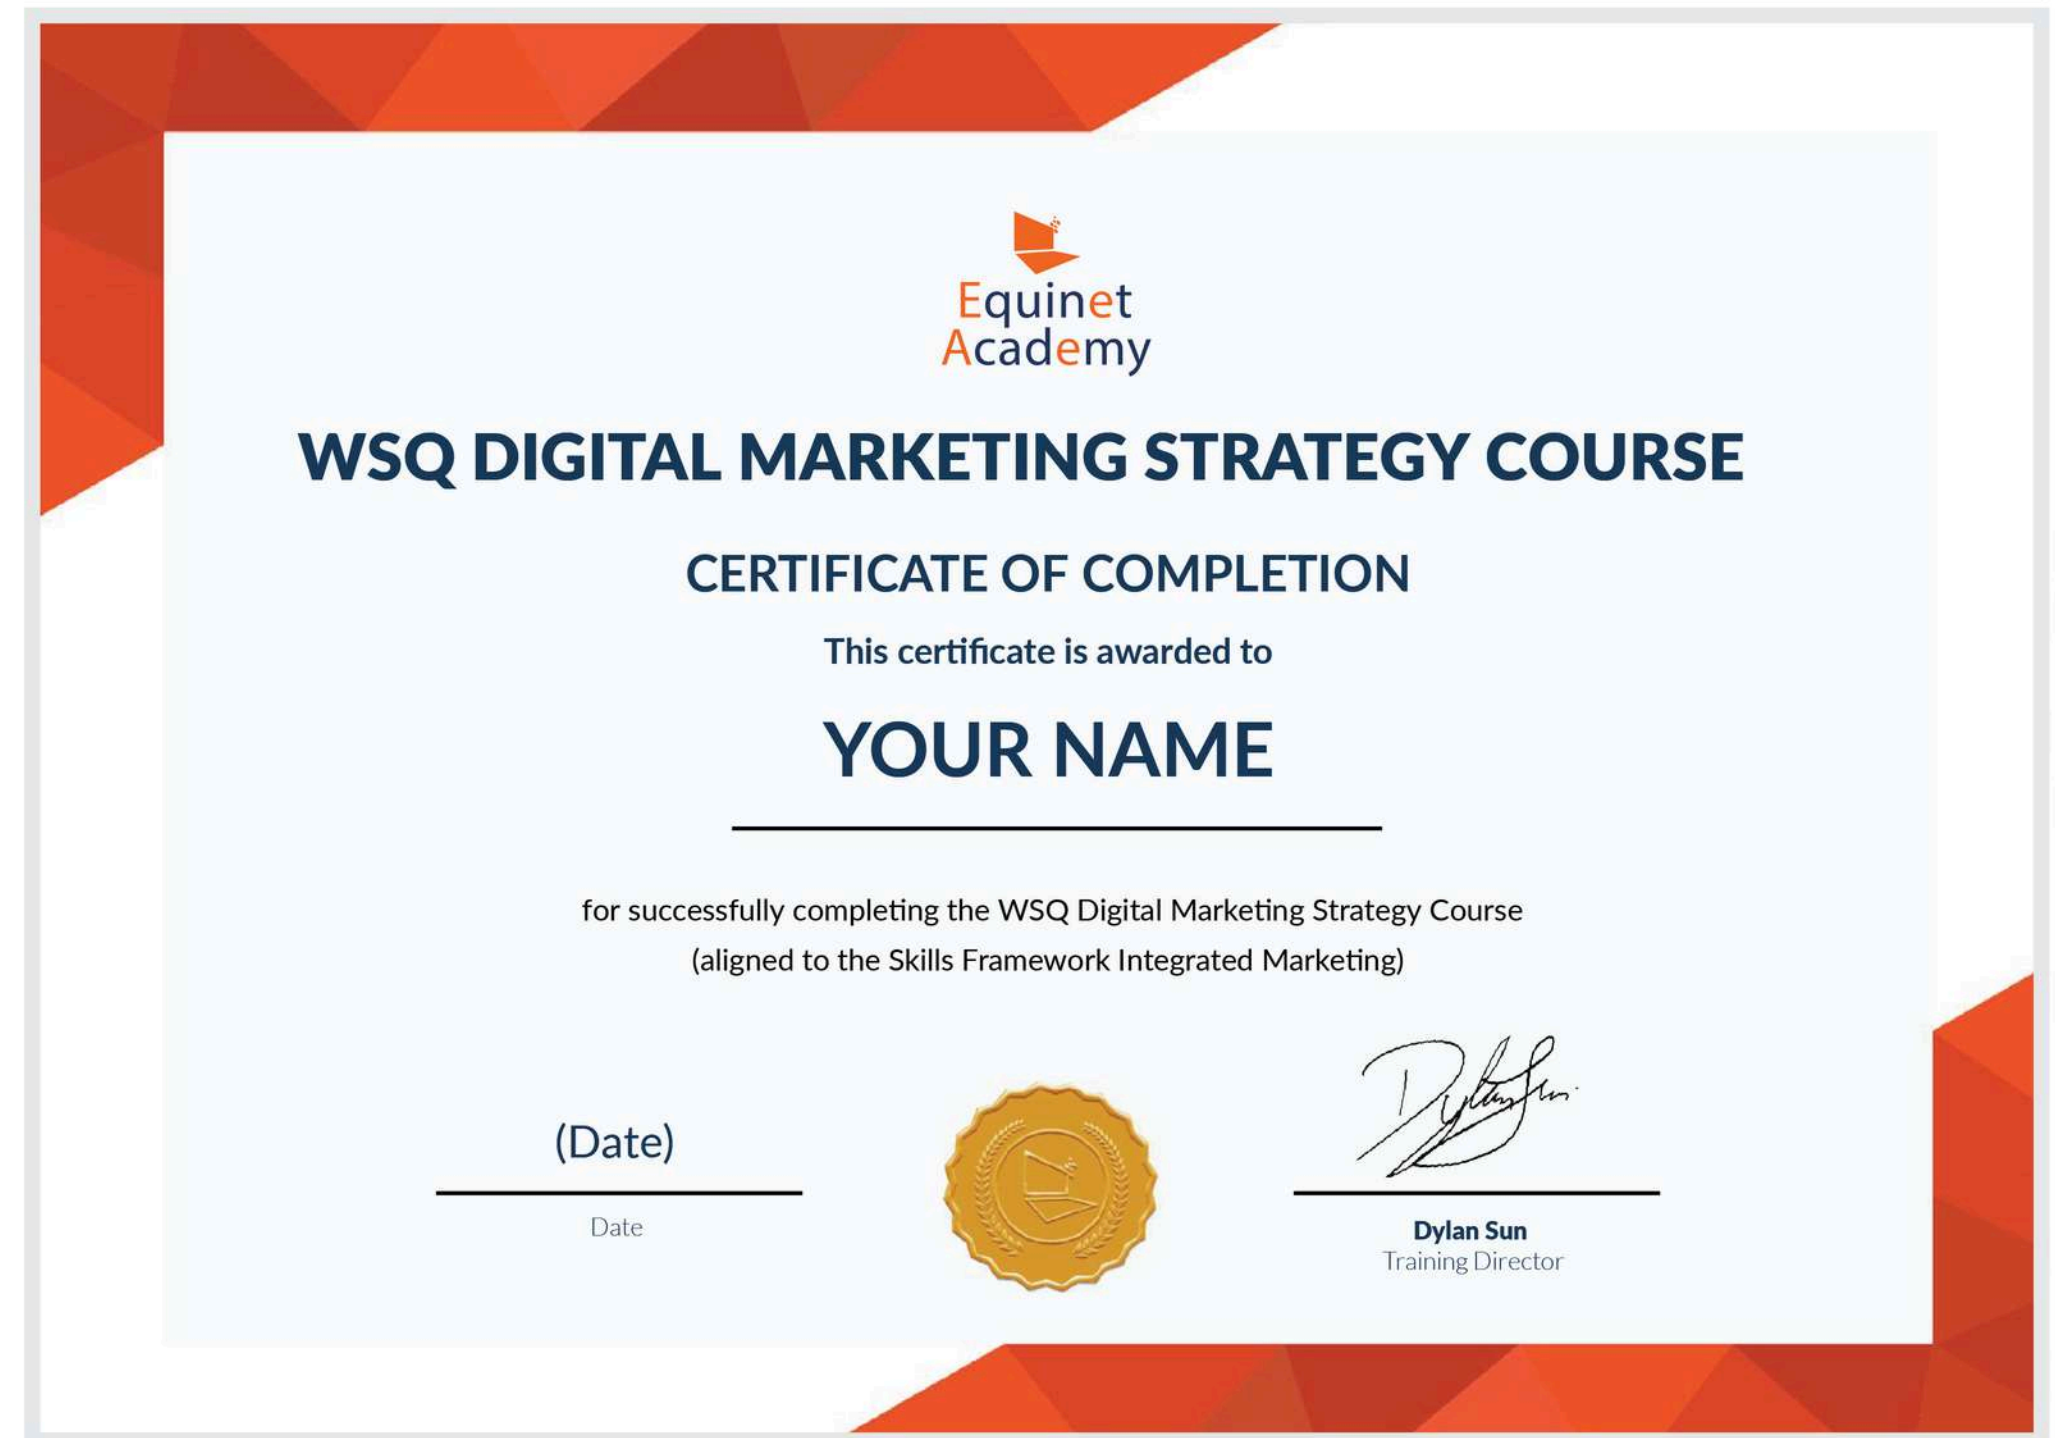 Equinet
Academy
WSQ DIGITAL MARKETING STRATEGY COURSE
CERTIFICATE OF COMPLETION
This certificate is awarded to
YOUR NAME
for successfully completing the WSQ Digital Marketing Strategy Course
(aligned to the Skills Framework Integrated Marketing)
(Date)
Date
Dylan Sun
Dylan Sun
Training Director